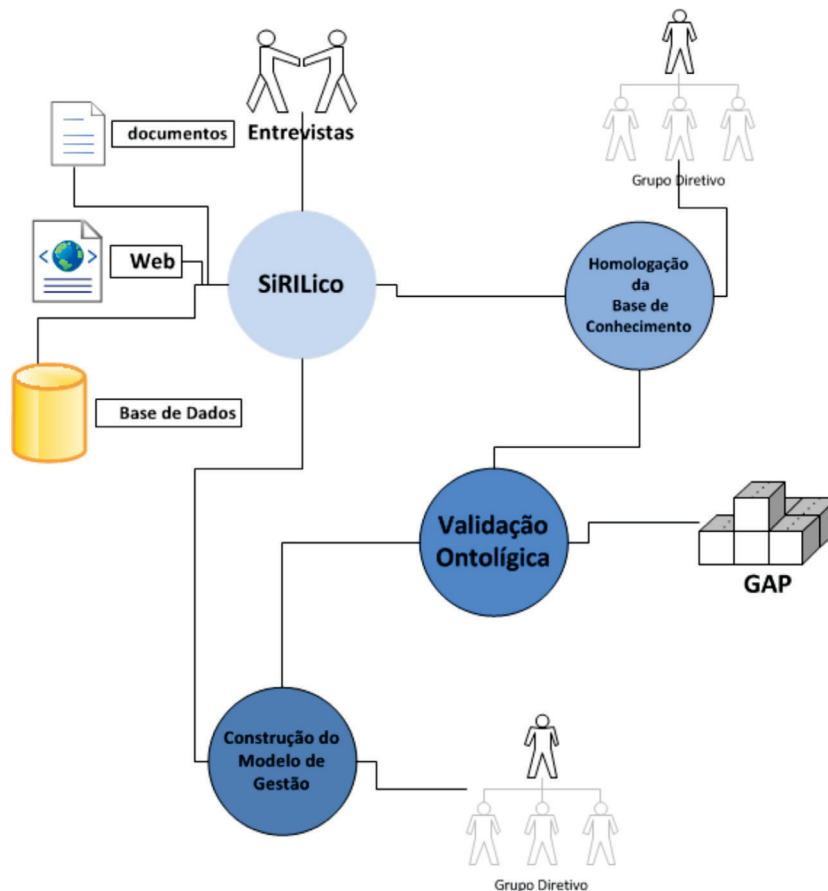 documentos
Entrevistas
Grupo Diretivo
Web
SiRILico
Homologação
da
Base de
Conhecimento
Base de Dados
Validação
Ontolígica
GAP
Construção do
Modelo de
Gestão
Grupo Diretivo